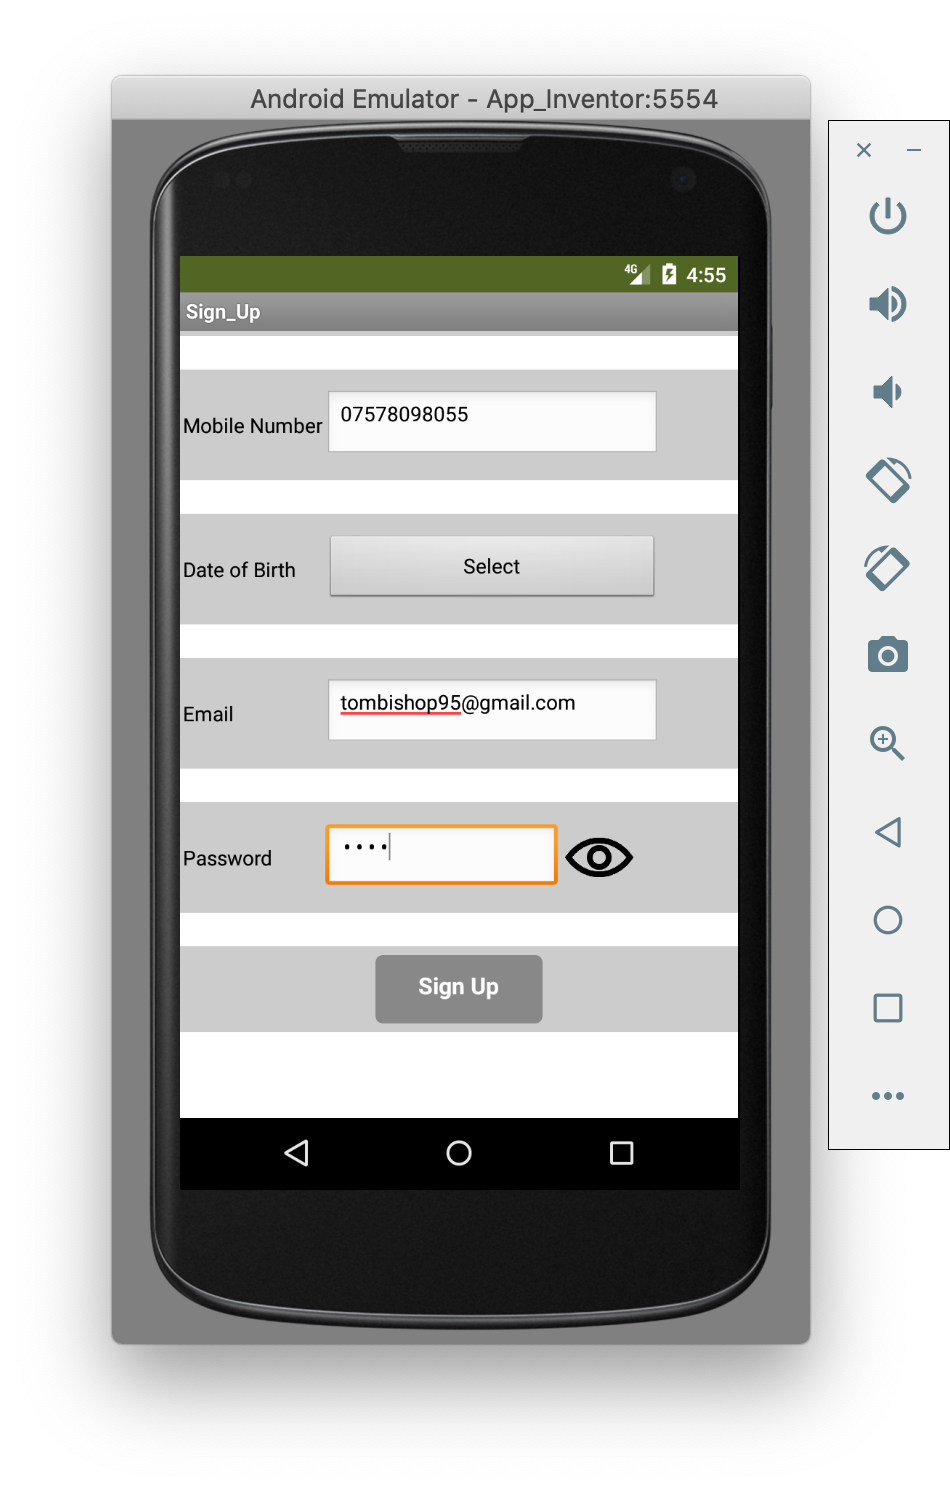 Android Emulator - App_Inventor:5554
4G 4:55
Sign_Up
Mobile Number 07578098055
Date of Birth Select
Email tombishop95@gmail.com
Password ••••
Sign Up